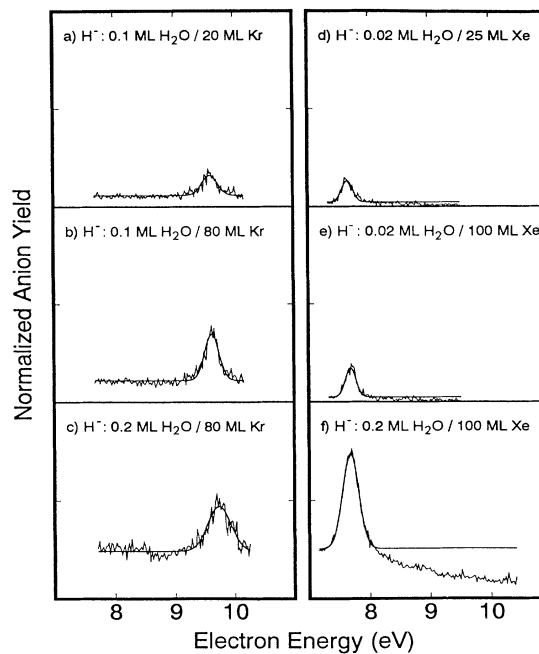 a) H⁻: 0.1 ML H₂O / 20 ML Kr
b) H⁻: 0.1 ML H₂O / 80 ML Kr
c) H⁻: 0.2 ML H₂O / 80 ML Kr
d) H⁻: 0.02 ML H₂O / 25 ML Xe
e) H⁻: 0.02 ML H₂O / 100 ML Xe
f) H⁻: 0.2 ML H₂O / 100 ML Xe
Normalized Anion Yield
8 9 10 8 9 10
Electron Energy (eV)